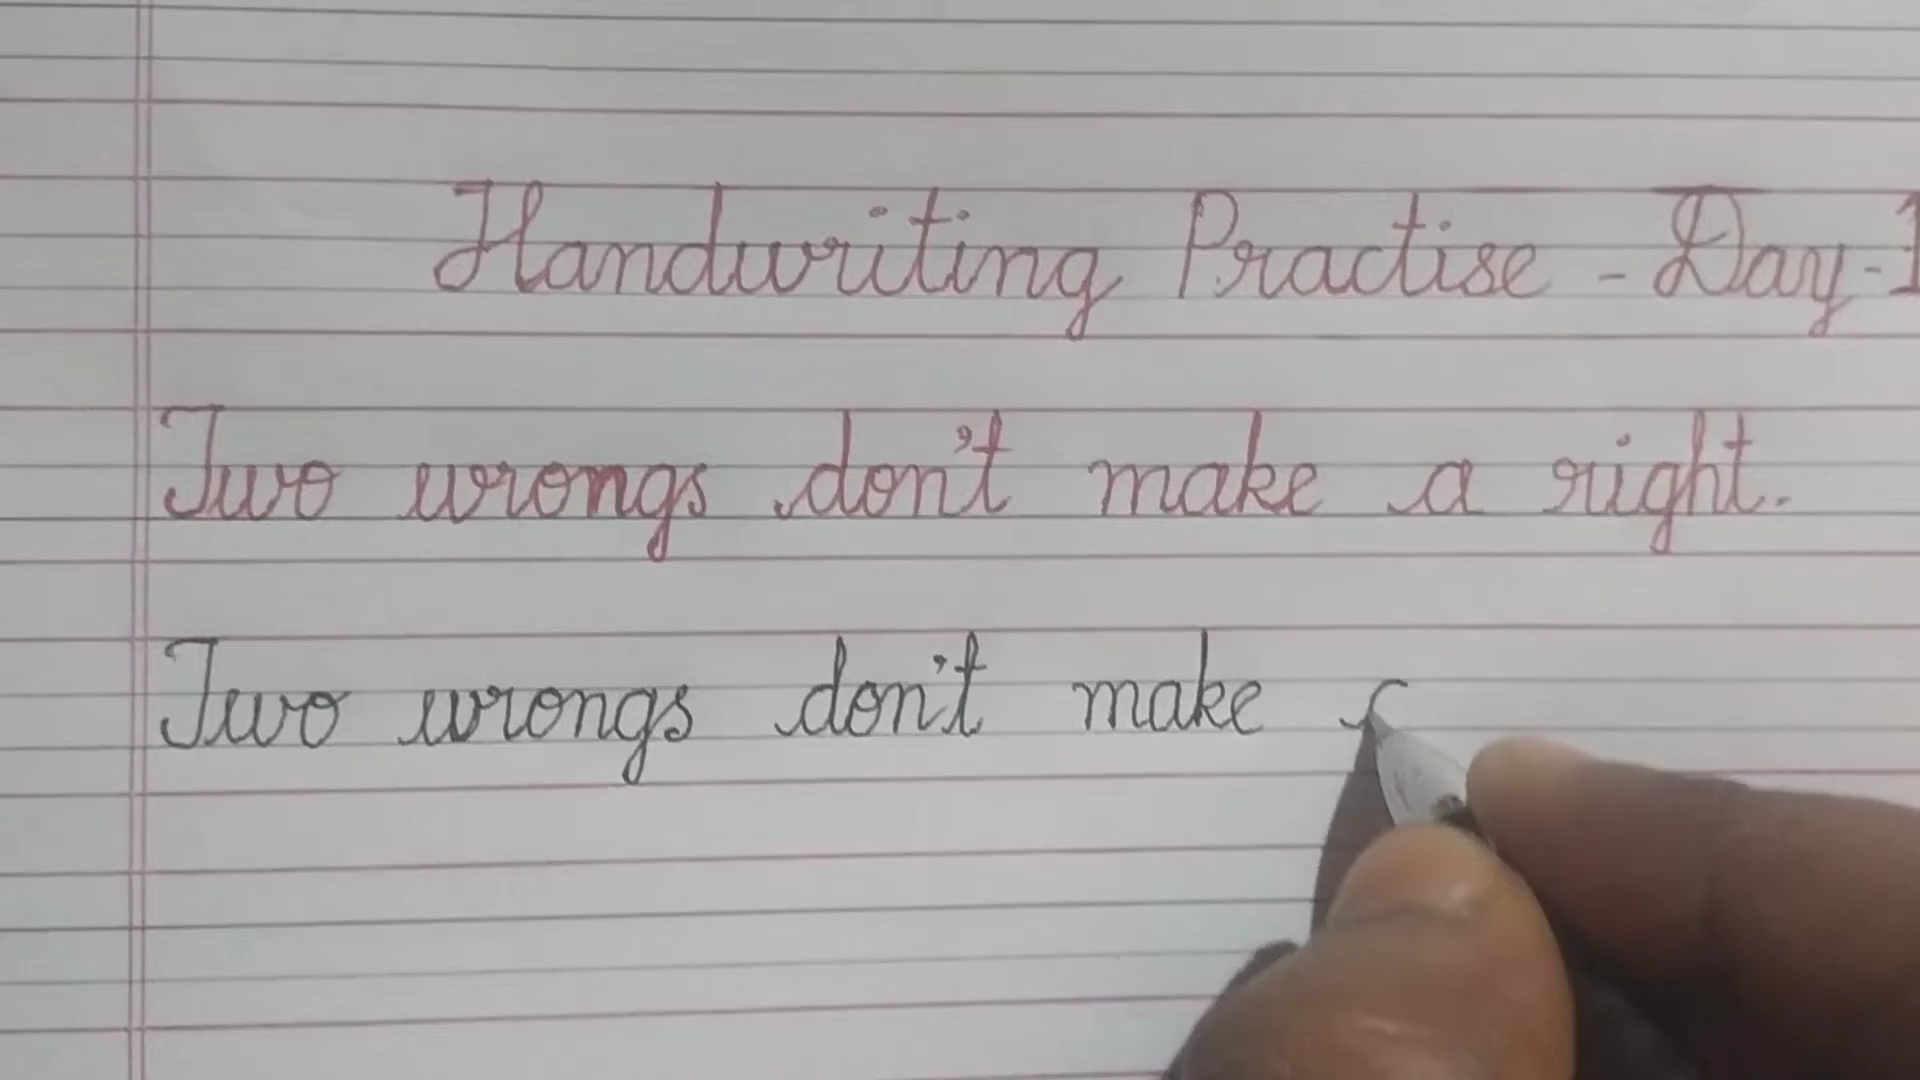 Handwriting Practise - Day-1
Two wrongs don't make a right.
Two wrongs don't make